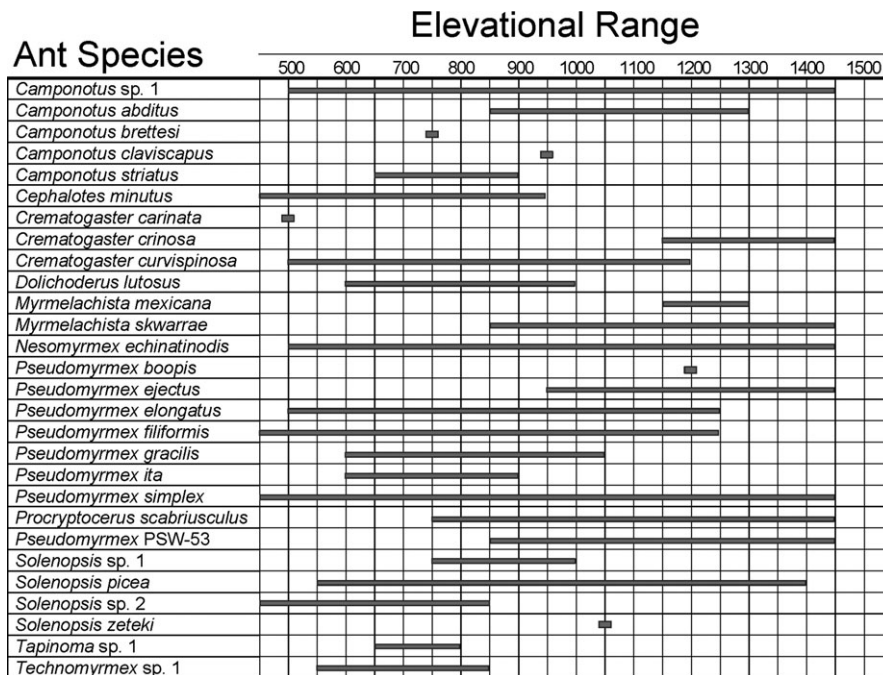 Elevational Range
Ant Species
500 600 700 800 900 1000 1100 1200 1300 1400 1500
Camponotus sp. 1
Camponotus abditus
Camponotus brettesi
Camponotus claviscapus
Camponotus striatus
Cephalotes minutus
Crematogaster carinata
Crematogaster crinosa
Crematogaster curvispinosa
Dolichoderus lutosus
Myrmelachista mexicana
Myrmelachista skwarrae
Nesomyrmex echinatinodis
Pseudomyrmex boopis
Pseudomyrmex ejectus
Pseudomyrmex elongatus
Pseudomyrmex filiformis
Pseudomyrmex gracilis
Pseudomyrmex ita
Pseudomyrmex simplex
Procryptocerus scabriusculus
Pseudomyrmex PSW-53
Solenopsis sp. 1
Solenopsis picea
Solenopsis sp. 2
Solenopsis zeteki
Tapinoma sp. 1
Technomyrmex sp. 1